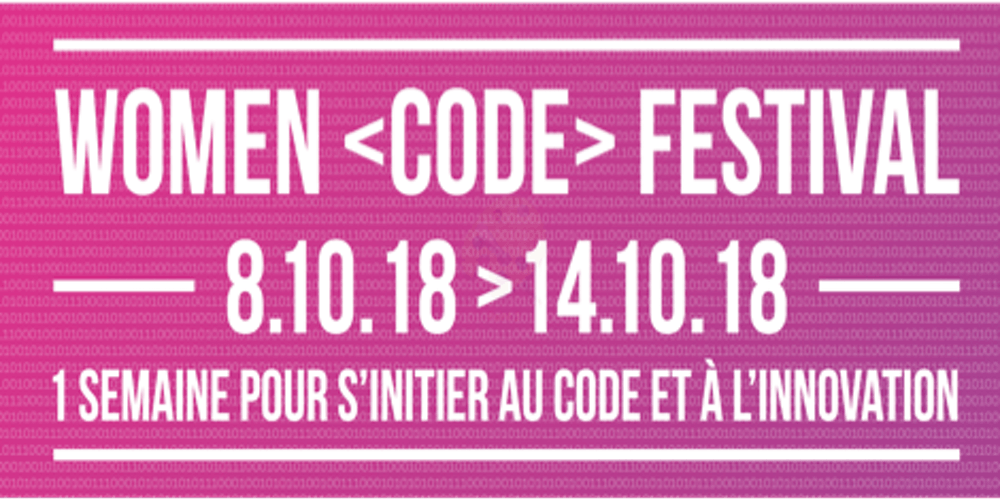 WOMEN <CODE> FESTIVAL
8.10.18 > 14.10.18
1 SEMAINE POUR S'INITIER AU CODE ET À L'INNOVATION